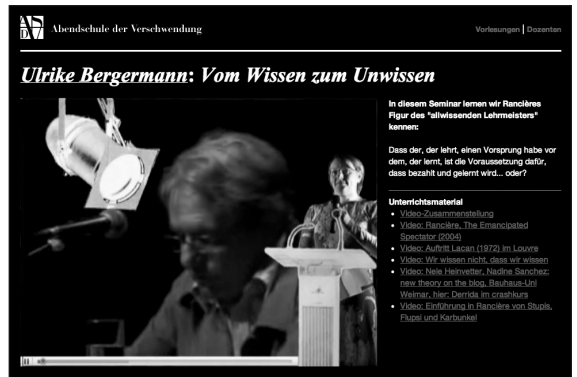 ASDV
Abendschule der Verschwendung
Vorlesungen | Dozenten
Ulrike Bergermann: Vom Wissen zum Unwissen
In diesem Seminar lernen wir Rancières
Figur des "allwissenden Lehrmeisters"
kennen:
Dass der, der lehrt, einen Vorsprung habe vor
dem, der lernt, ist die Voraussetzung dafür,
dass bezahlt und gelernt wird... oder?
Unterrichtsmaterial
• Video-Zusammenstellung
• Video: Rancière, The Emancipated
Spectator (2004)
• Video: Auftritt Lacan (1972) im Louvre
• Video: Wir wissen nicht, dass wir wissen
• Video: Nele Heinvetter, Nadine Sanchez:
new theory on the blog, Bauhaus-Uni
Weimar, hier: Derrida im crashkurs
• Video: Einführung in Rancière von Stupis,
Flupsi und Karbunkel